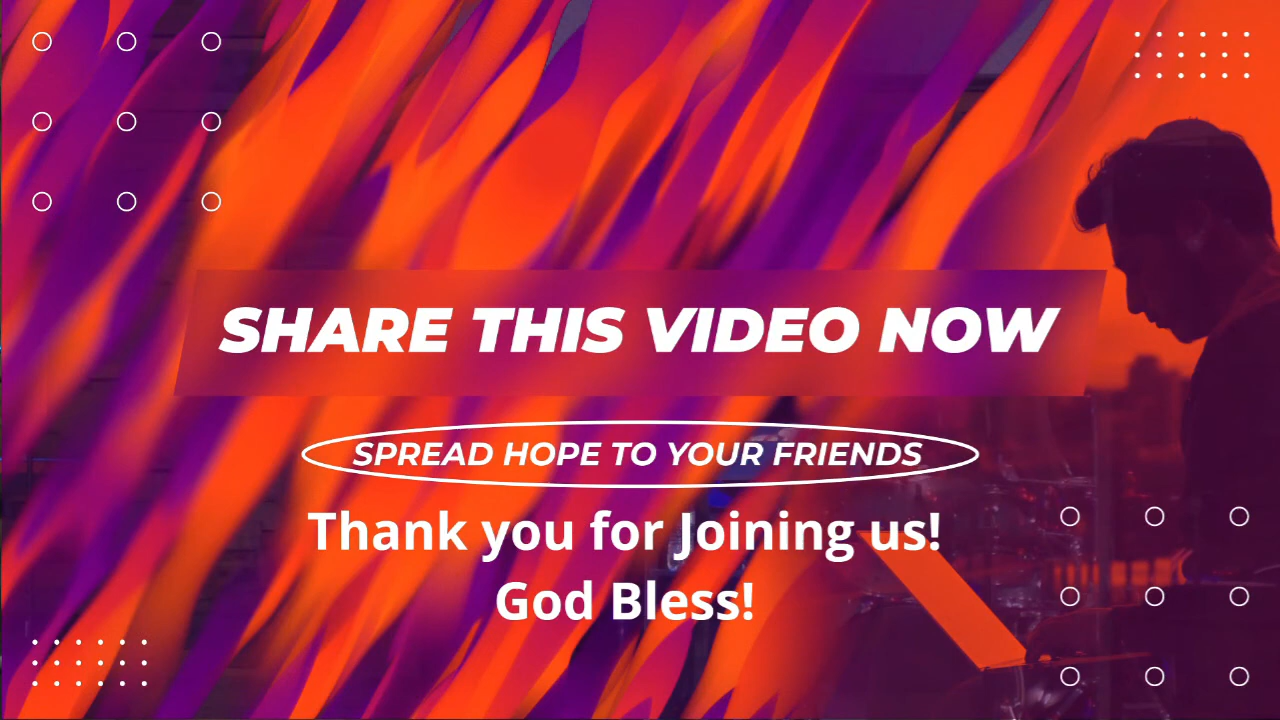 SHARE THIS VIDEO NOW
SPREAD HOPE TO YOUR FRIENDS
Thank you for Joining us!
God Bless!